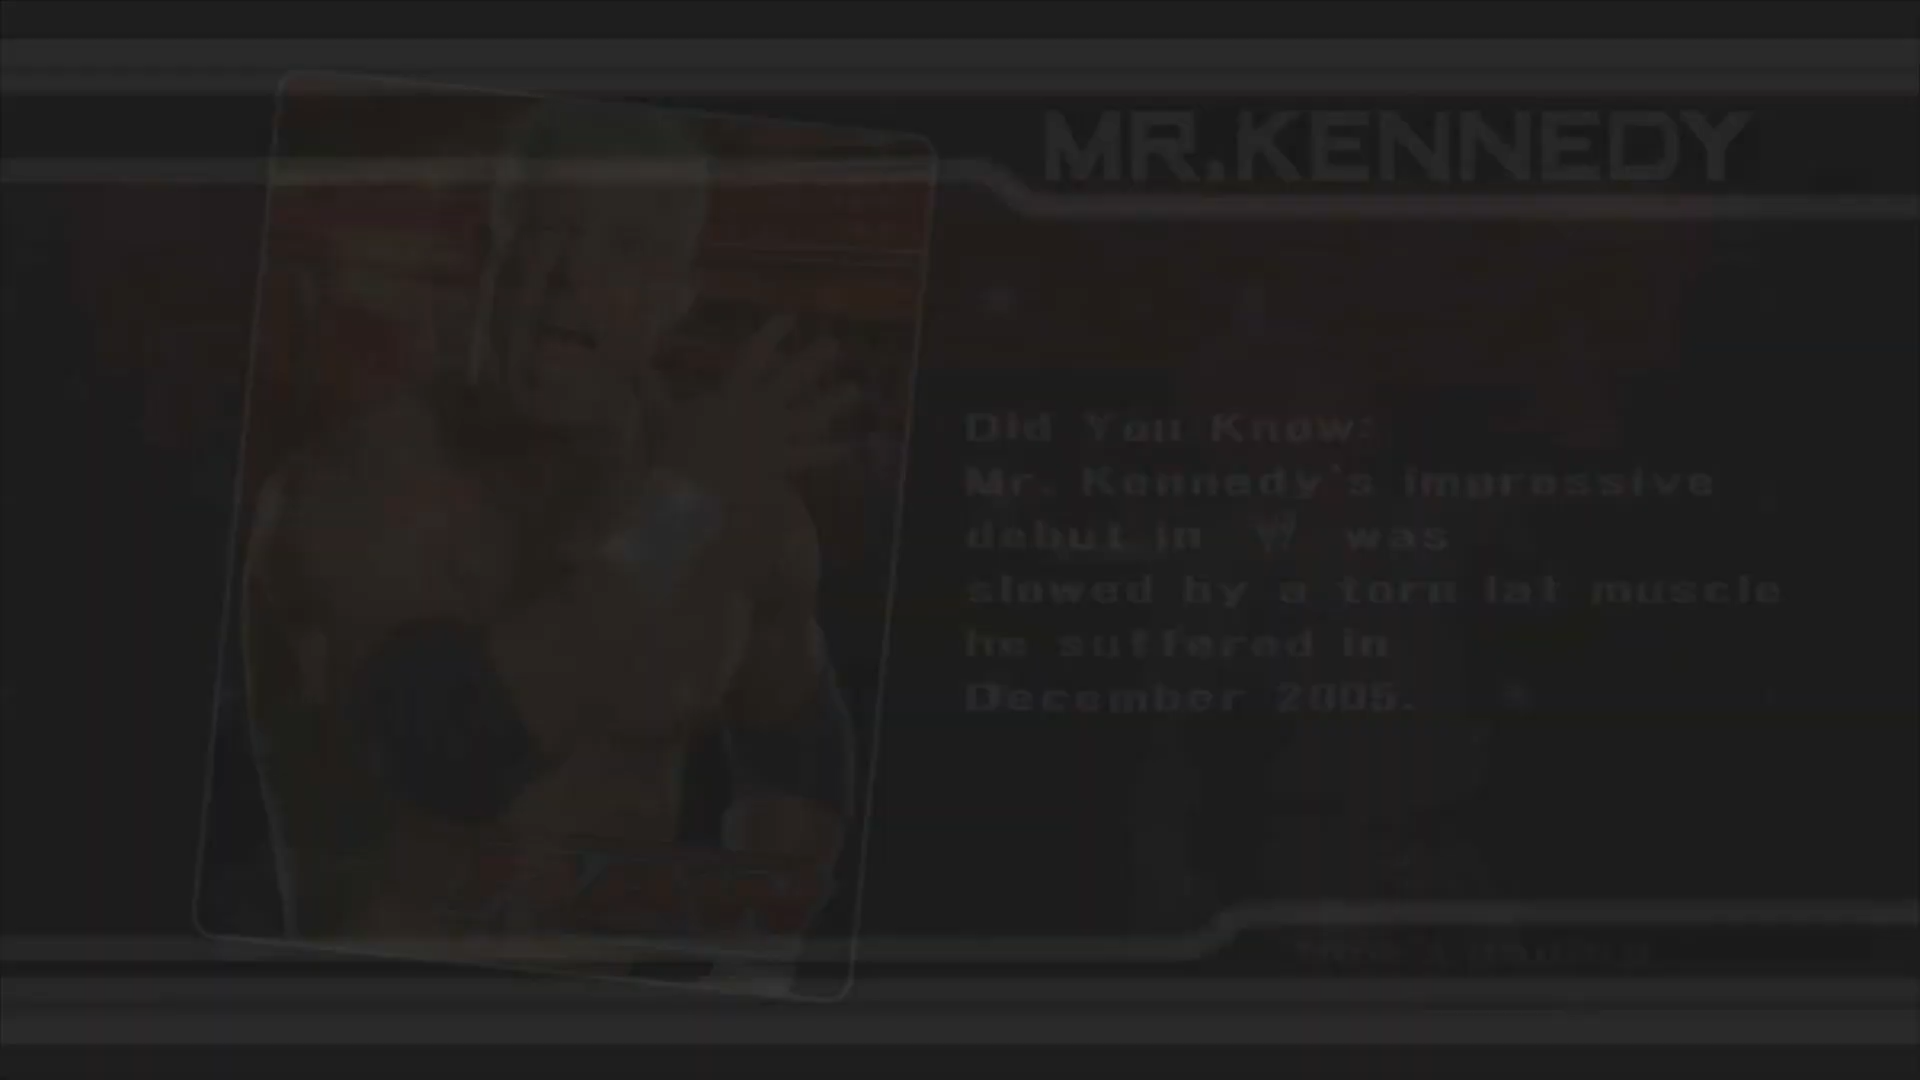 MR.KENNEDY
Did You Know:
Mr. Kennedy's impressive
debut in W was
slowed by a torn lat muscle
he suffered in
December 2005.